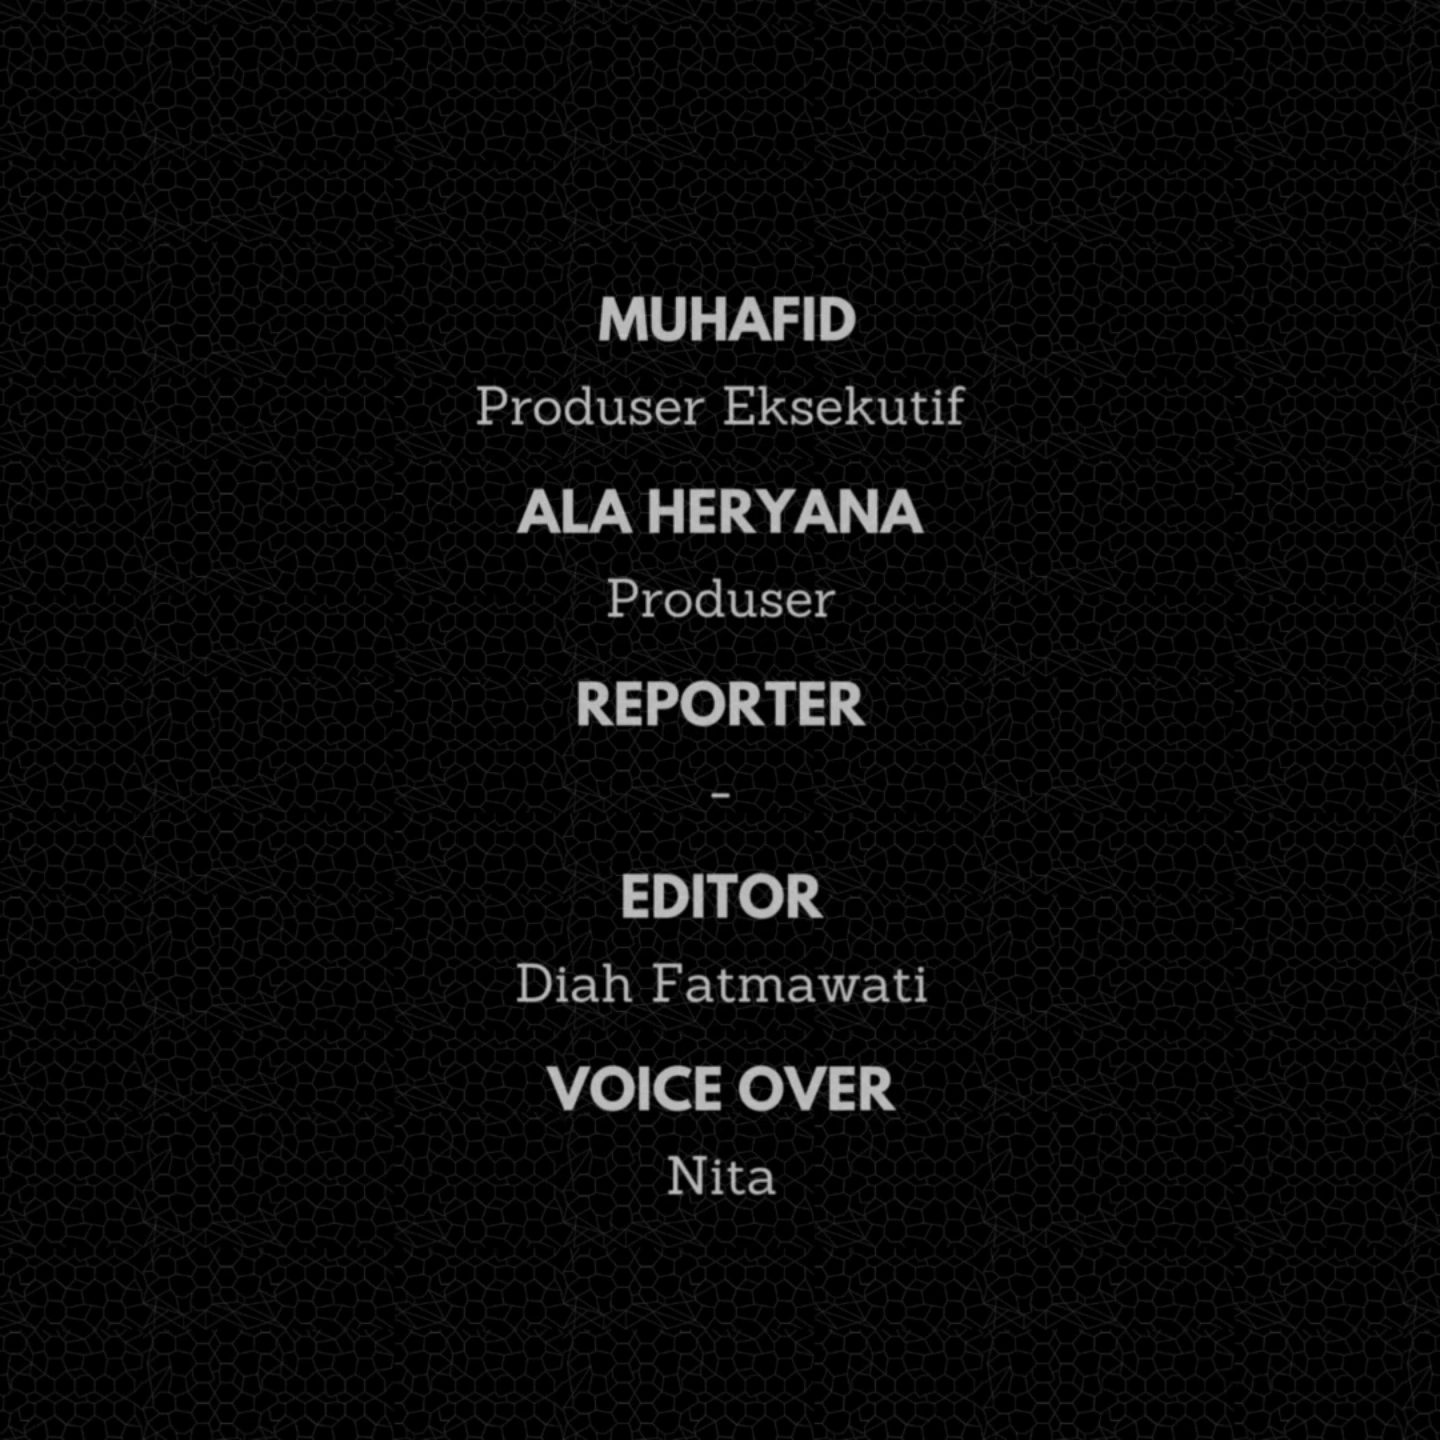 MUHAFID
Produser Eksekutif
ALA HERYANA
Produser
REPORTER
-
EDITOR
Diah Fatmawati
VOICE OVER
Nita